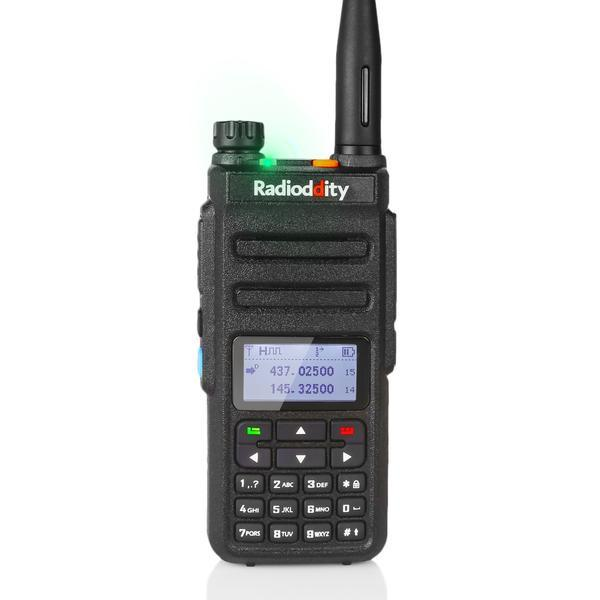 Radioddity
H
D 437.02500 15
145.32500 14
1,.? 2ABC 3DEF *
4GHI 5JKL 6MNO 0
7PQRS 8TUV 9WXYZ #